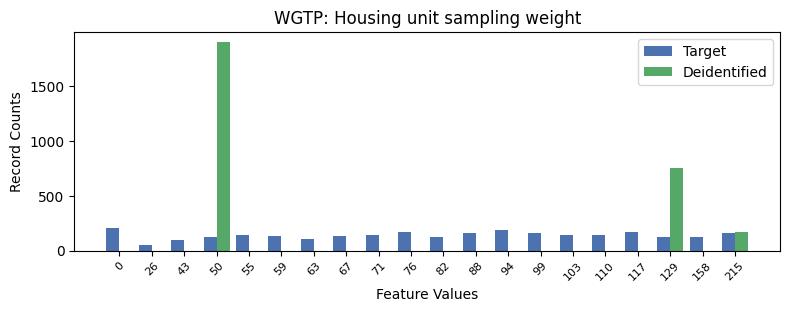 WGTP: Housing unit sampling weight
Target
Deidentified
Record Counts
1500
1000
500
0
0 26 43 50 55 59 63 67 71 76 82 88 94 99 103 110 117 129 158 215
Feature Values